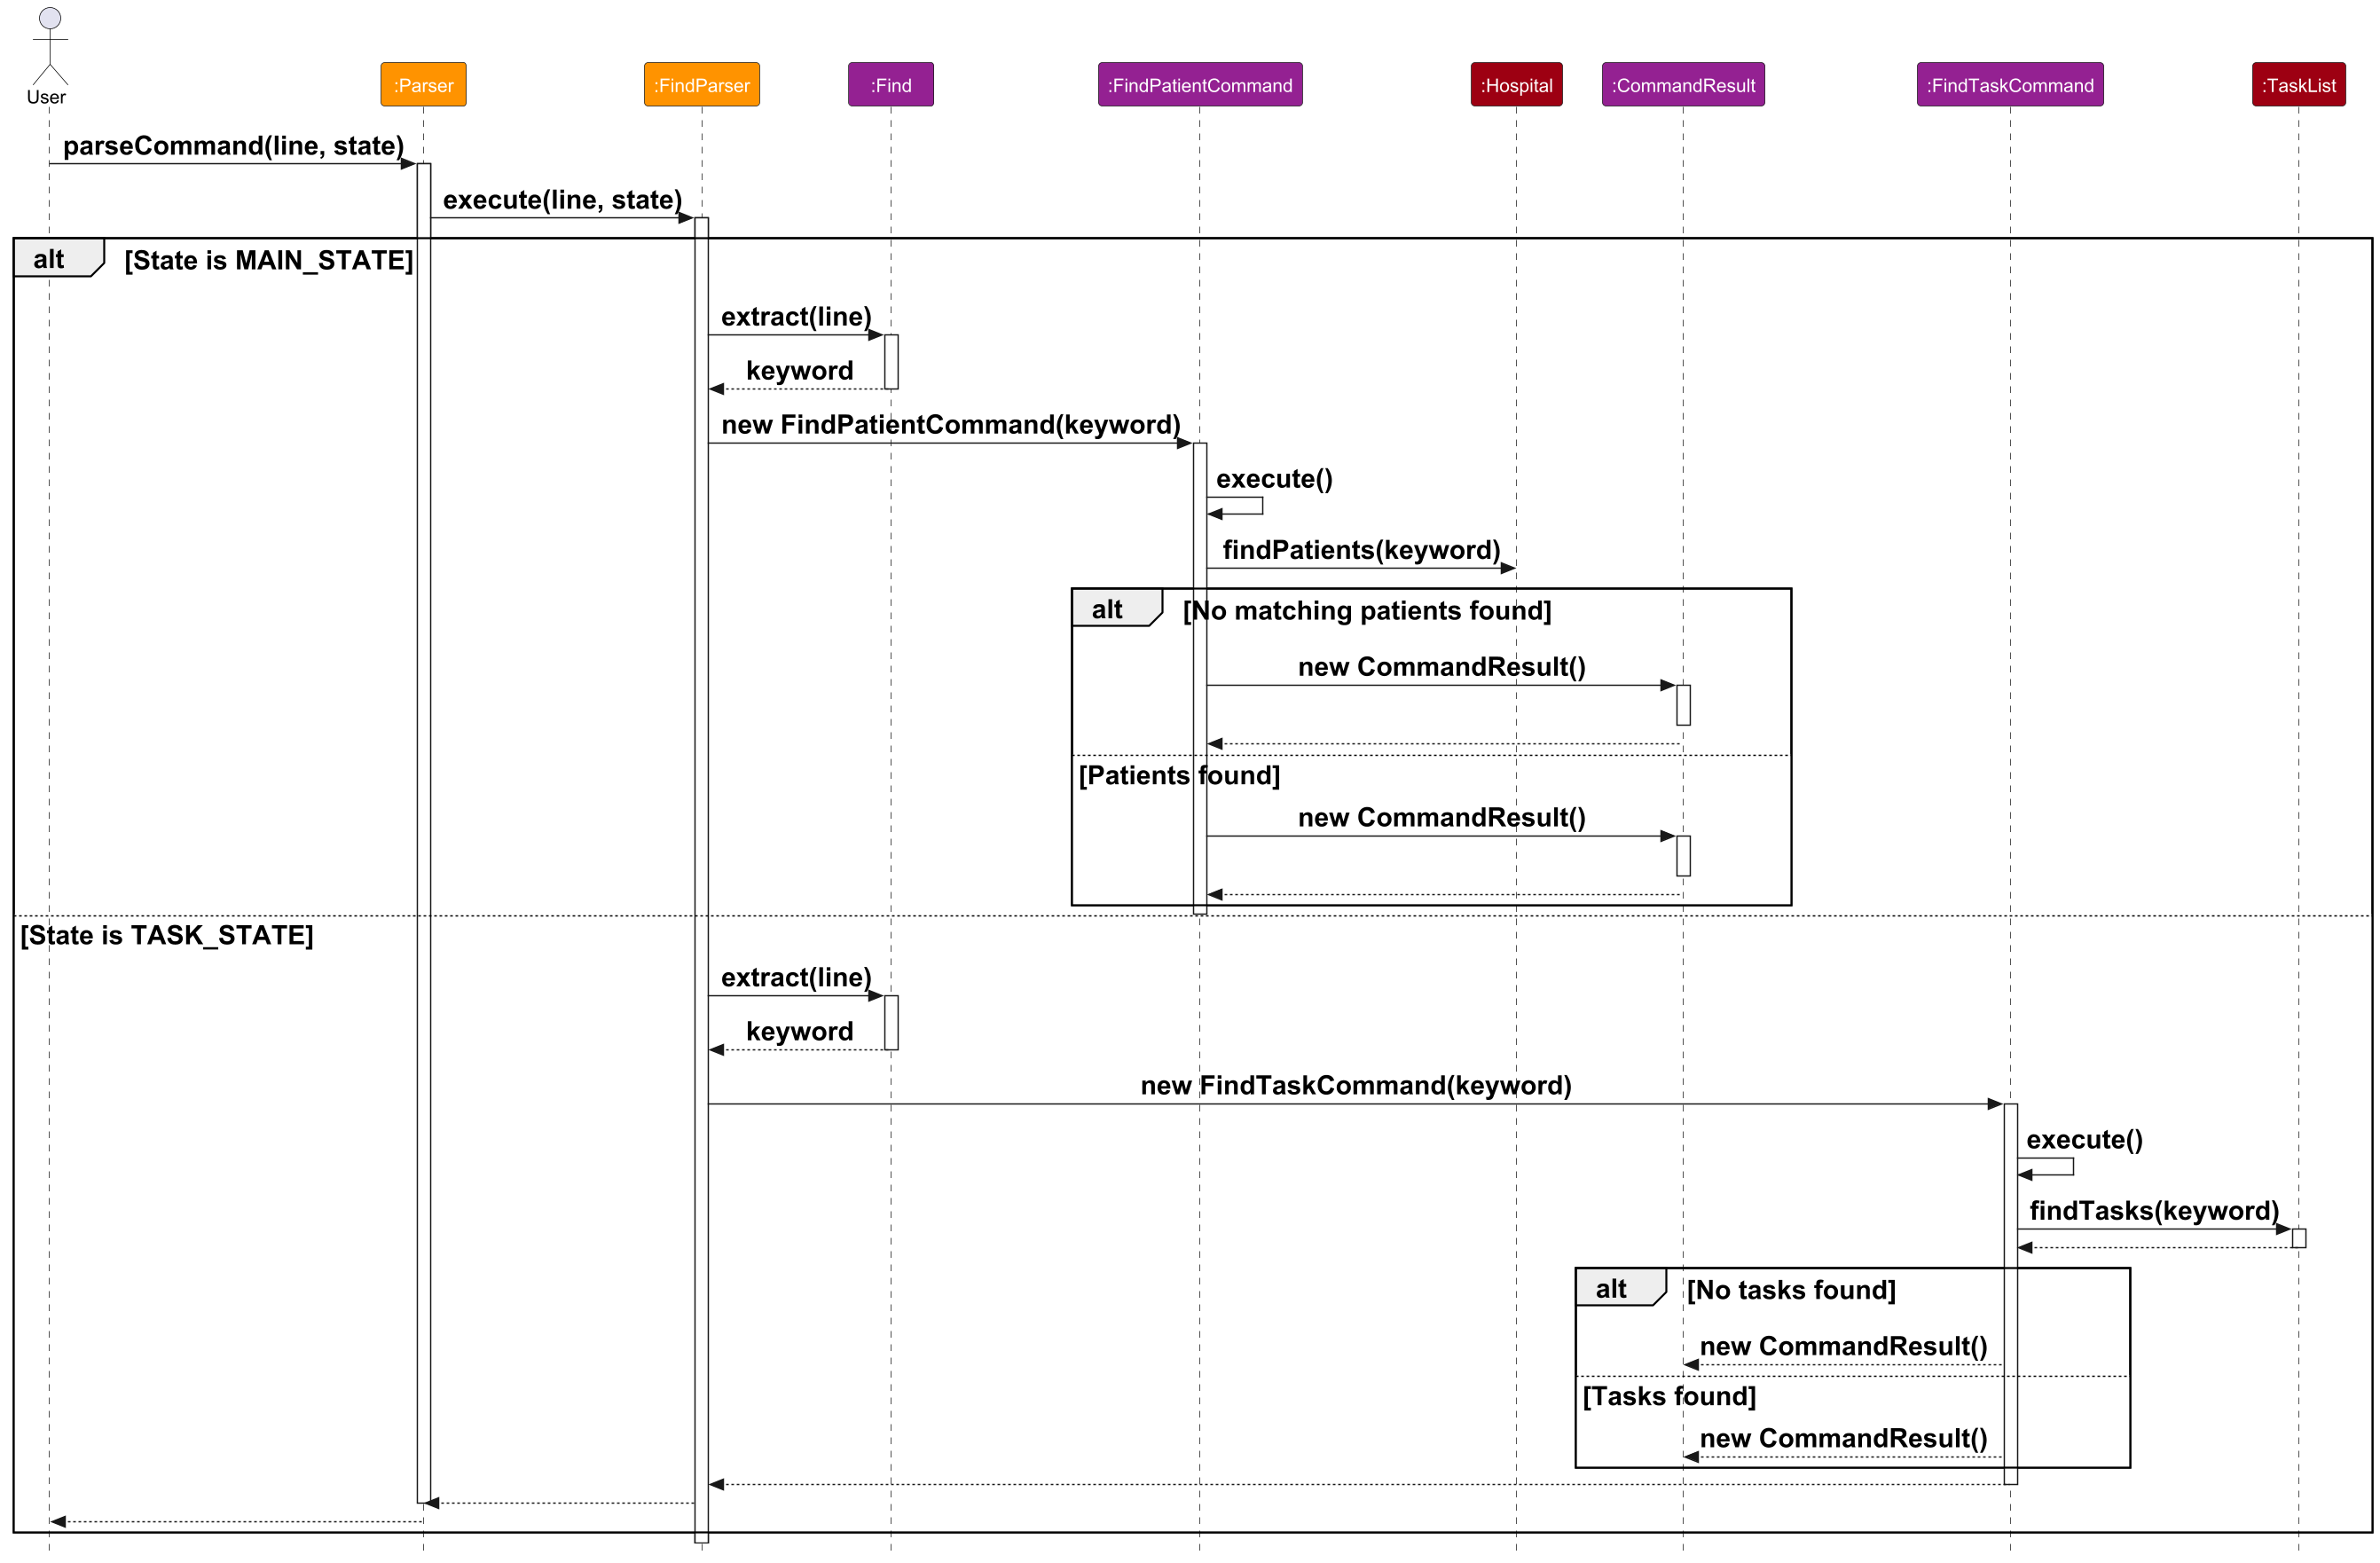 User
:Parser
:FindParser
:Find
:FindPatientCommand
:Hospital
:CommandResult
:FindTaskCommand
:TaskList
parseCommand(line, state)
execute(line, state)
alt
[State is MAIN_STATE]
extract(line)
keyword
new FindPatientCommand(keyword)
execute()
findPatients(keyword)
alt
[No matching patients found]
new CommandResult()
[Patients found]
new CommandResult()
[State is TASK_STATE]
extract(line)
keyword
new FindTaskCommand(keyword)
execute()
findTasks(keyword)
alt
[No tasks found]
new CommandResult()
[Tasks found]
new CommandResult()